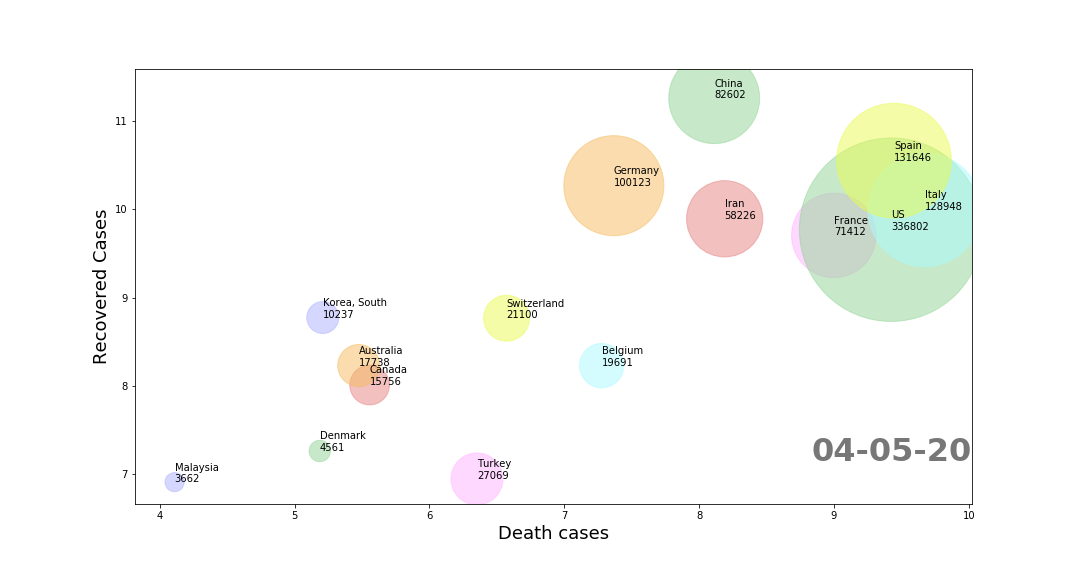 China
82602
Spain
131646
Germany
100123
Italy
128948
Iran
58226
US
336802
France
71412
Korea, South
10237
Switzerland
21100
Australia
17738
Canada
15756
Belgium
19691
Denmark
4561
Malaysia
3662
Turkey
27069
04-05-20
11
10
9
8
7
Recovered Cases
4 5 6 7 8 9 10
Death cases